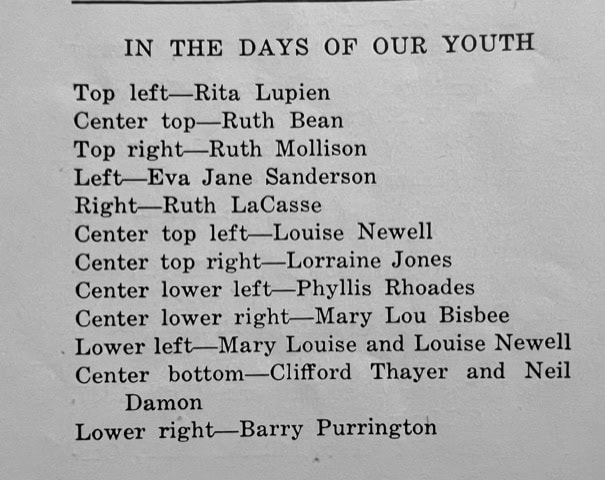 IN THE DAYS OF OUR YOUTH
Top left—Rita Lupien
Center top—Ruth Bean
Top right—Ruth Mollison
Left—Eva Jane Sanderson
Right—Ruth LaCasse
Center top left—Louise Newell
Center top right—Lorraine Jones
Center lower left—Phyllis Rhoades
Center lower right—Mary Lou Bisbee
Lower left—Mary Louise and Louise Newell
Center bottom—Clifford Thayer and Neil
Damon
Lower right—Barry Purrington